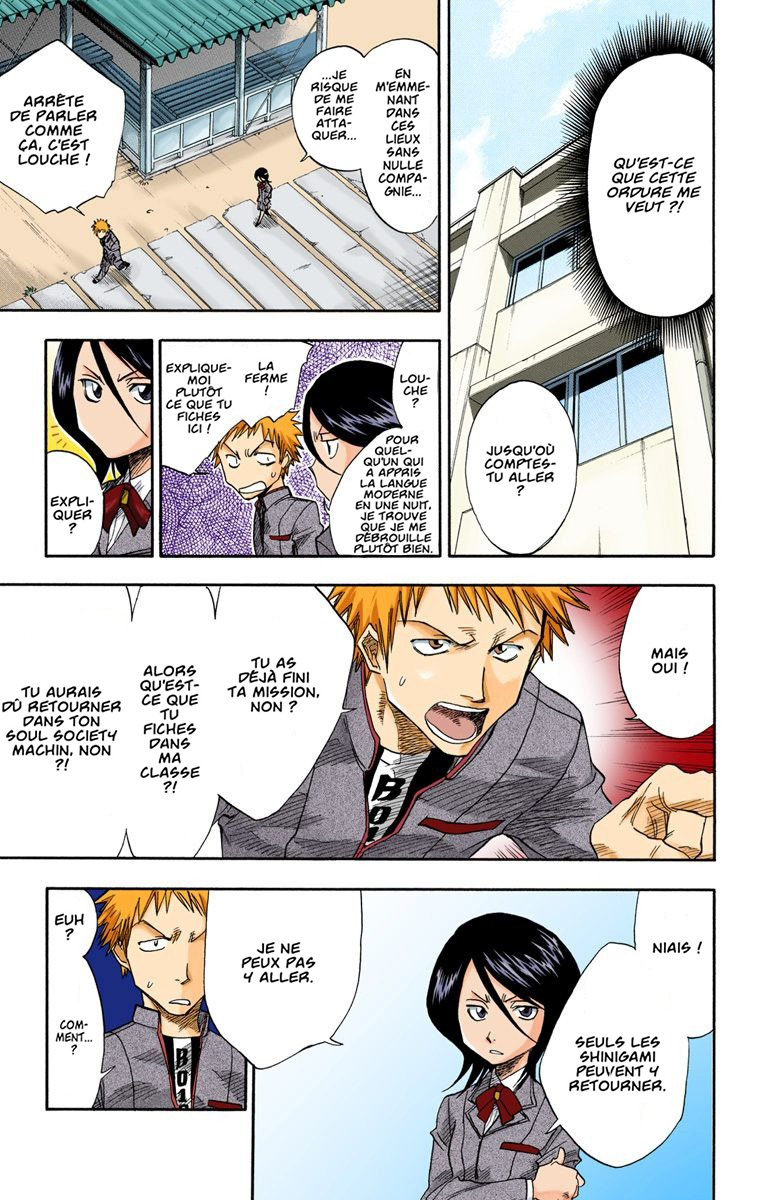 QU'EST-CE
QUE CETTE
ORDURE ME
VEUT ?!
JUSQU'OÙ
COMPTES-
TU ALLER
?
EN
M'EMME-
NANT
DANS
CES
LIEUX
SANS
NULLE
COMPA-
GNIE...
...JE
RISQUE
DE ME
FAIRE
ATTA-
QUER...
ARRÊTE
DE PARLER
COMME
ÇA, C'EST
LOUCHE !
LOU-
CHE
?
POUR
QUEL-
QU'UN QUI
A APPRIS
LA LANGUE
MODERNE
EN UNE NUIT,
JE TROUVE
QUE JE ME
DÉBROUILLE
PLUTÔT BIEN.
LA
FERME
!
EXPLIQUE-
MOI
PLUTÔT
CE QUE TU
FICHES
ICI !
EXPLI-
QUER
?
MAIS
OUI !
TU AS
DÉJÀ FINI
TA MISSION,
NON ?
ALORS
QU'EST-
CE QUE
TU
FICHES
DANS
MA
CLASSE
?!
TU AURAIS
DÛ RETOURNER
DANS TON
SOUL SOCIETY
MACHIN, NON
?!
BO1
NIAIS !
SEULS LES
SHINIGAMI
PEUVENT Y
RETOURNER.
JE NE
PEUX PAS
Y ALLER.
EUH
?
COM-
MENT...
?
BO1